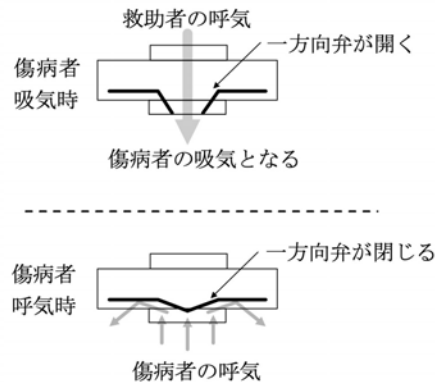 救助者の呼気
一方向弁が開く
傷病者
吸気時
傷病者の吸気となる
一方向弁が閉じる
傷病者
呼気時
傷病者の呼気